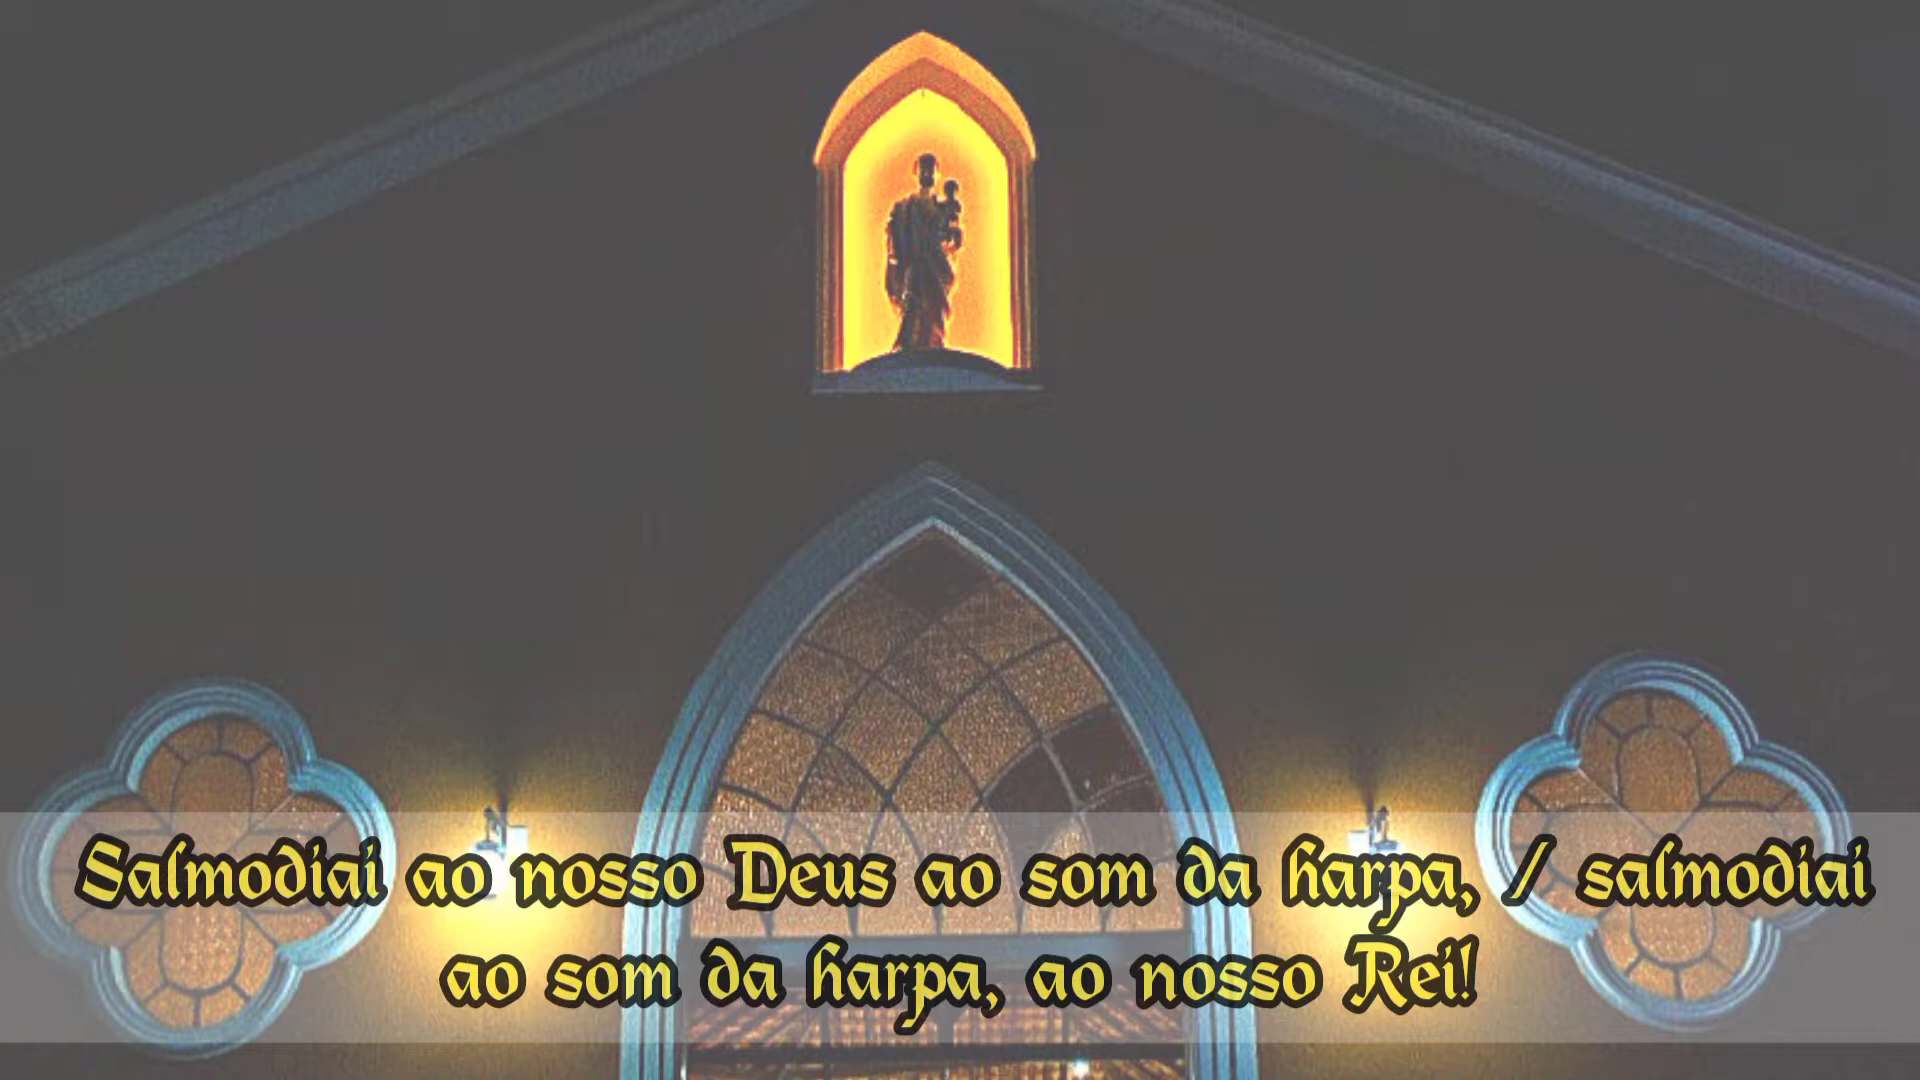 Salmodiai ao nosso Deus ao som da harpa, / salmodiai
ao som da harpa, ao nosso Rei!